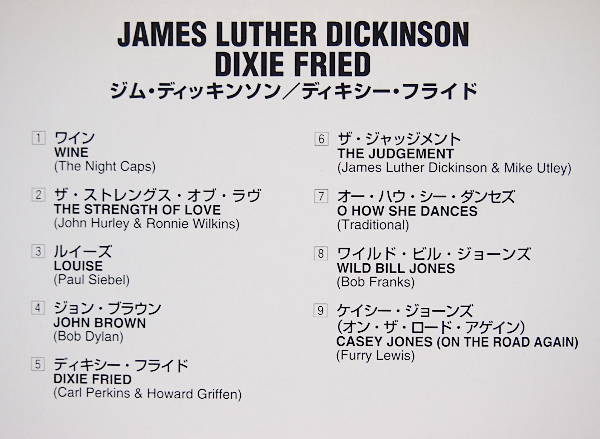 JAMES LUTHER DICKINSON
DIXIE FRIED
ジム・ディッキンソン／ディキシー・フライド
1 ワイン
WINE
(The Night Caps)
2 ザ・ストレングス・オブ・ラヴ
THE STRENGTH OF LOVE
(John Hurley & Ronnie Wilkins)
3 ルイーズ
LOUISE
(Paul Siebel)
4 ジョン・ブラウン
JOHN BROWN
(Bob Dylan)
5 ディキシー・フライド
DIXIE FRIED
(Carl Perkins & Howard Griffen)
6 ザ・ジャッジメント
THE JUDGEMENT
(James Luther Dickinson & Mike Utley)
7 オー・ハウ・シー・ダンセズ
O HOW SHE DANCES
(Traditional)
8 ワイルド・ビル・ジョーンズ
WILD BILL JONES
(Bob Franks)
9 ケイシー・ジョーンズ
（オン・ザ・ロード・アゲイン）
CASEY JONES (ON THE ROAD AGAIN)
(Furry Lewis)